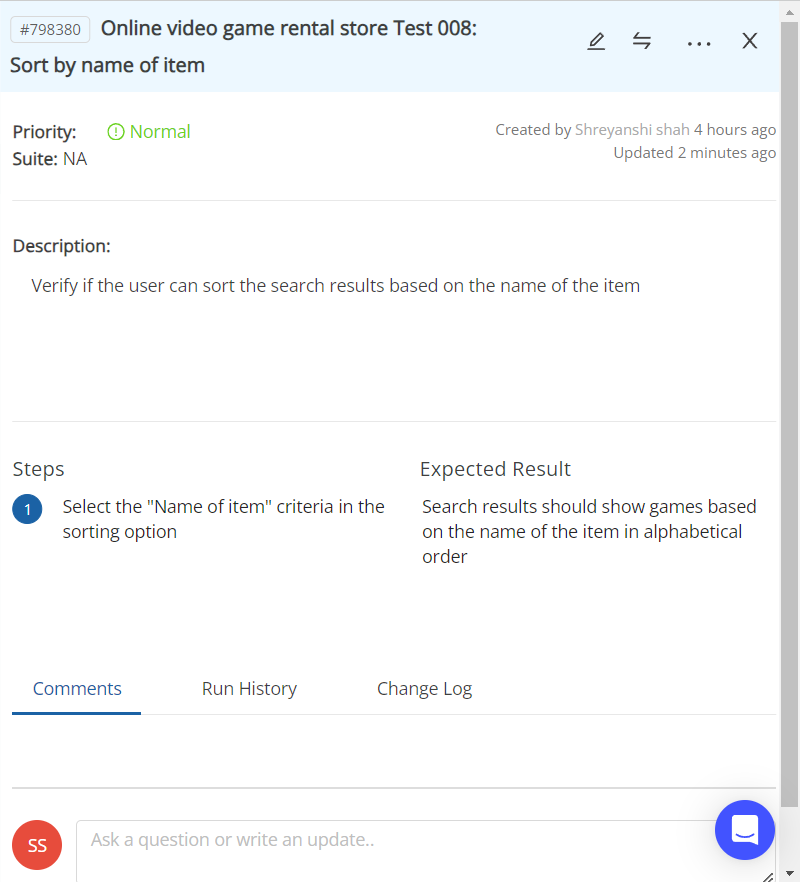 #798380 Online video game rental store Test 008:
Sort by name of item
Priority: Normal
Created by Shreyanshi shah 4 hours ago
Suite: NA
Updated 2 minutes ago
Description:
Verify if the user can sort the search results based on the name of the item
Steps
Expected Result
1 Select the "Name of item" criteria in the
sorting option
Search results should show games based
on the name of the item in alphabetical
order
Comments Run History Change Log
SS Ask a question or write an update..